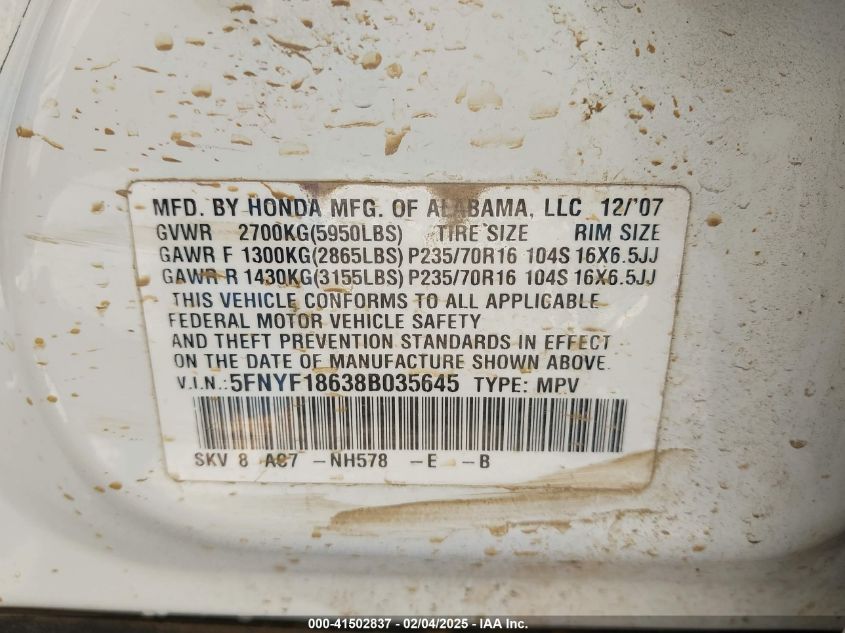 MFD. BY HONDA MFG. OF ALABAMA, LLC 12/'07
GVWR 2700KG(5950LBS) TIRE SIZE RIM SIZE
GAWR F 1300KG(2865LBS) P235/70R16 104S 16X6.5JJ
GAWR R 1430KG(3155LBS) P235/70R16 104S 16X6.5JJ
THIS VEHICLE CONFORMS TO ALL APPLICABLE
FEDERAL MOTOR VEHICLE SAFETY
AND THEFT PREVENTION STANDARDS IN EFFECT
ON THE DATE OF MANUFACTURE SHOWN ABOVE.
V.I.N.:5FNYF18638B035645 TYPE: MPV
SKV 8 -NH578 -E -B
000-41502837 - 02/04/2025 - IAA Inc.